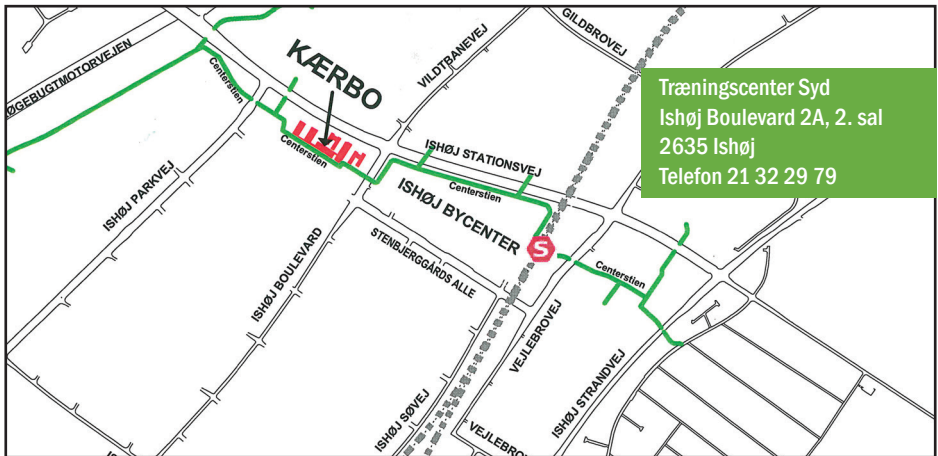 ØGEBUGTMOTORVEJEN
Centerstien
KÆRBO
VILDTBANEVEJ
GILDBROVEJ
Træningscenter Syd
Ishøj Boulevard 2A, 2. sal
2635 Ishøj
Telefon 21 32 29 79
Centerstien
ISHØJ STATIONSVEJ
Centerstien
ISHØJ PARKVEJ
ISHØJ BYCENTER
S
ISHØJ BOULEVARD
STENBJERGGÅRDS ALLE
Centerstien
VEJLEBROVEJ
ISHØJ STRANDVEJ
ISHØJ SØVEJ
VEJLEBRO